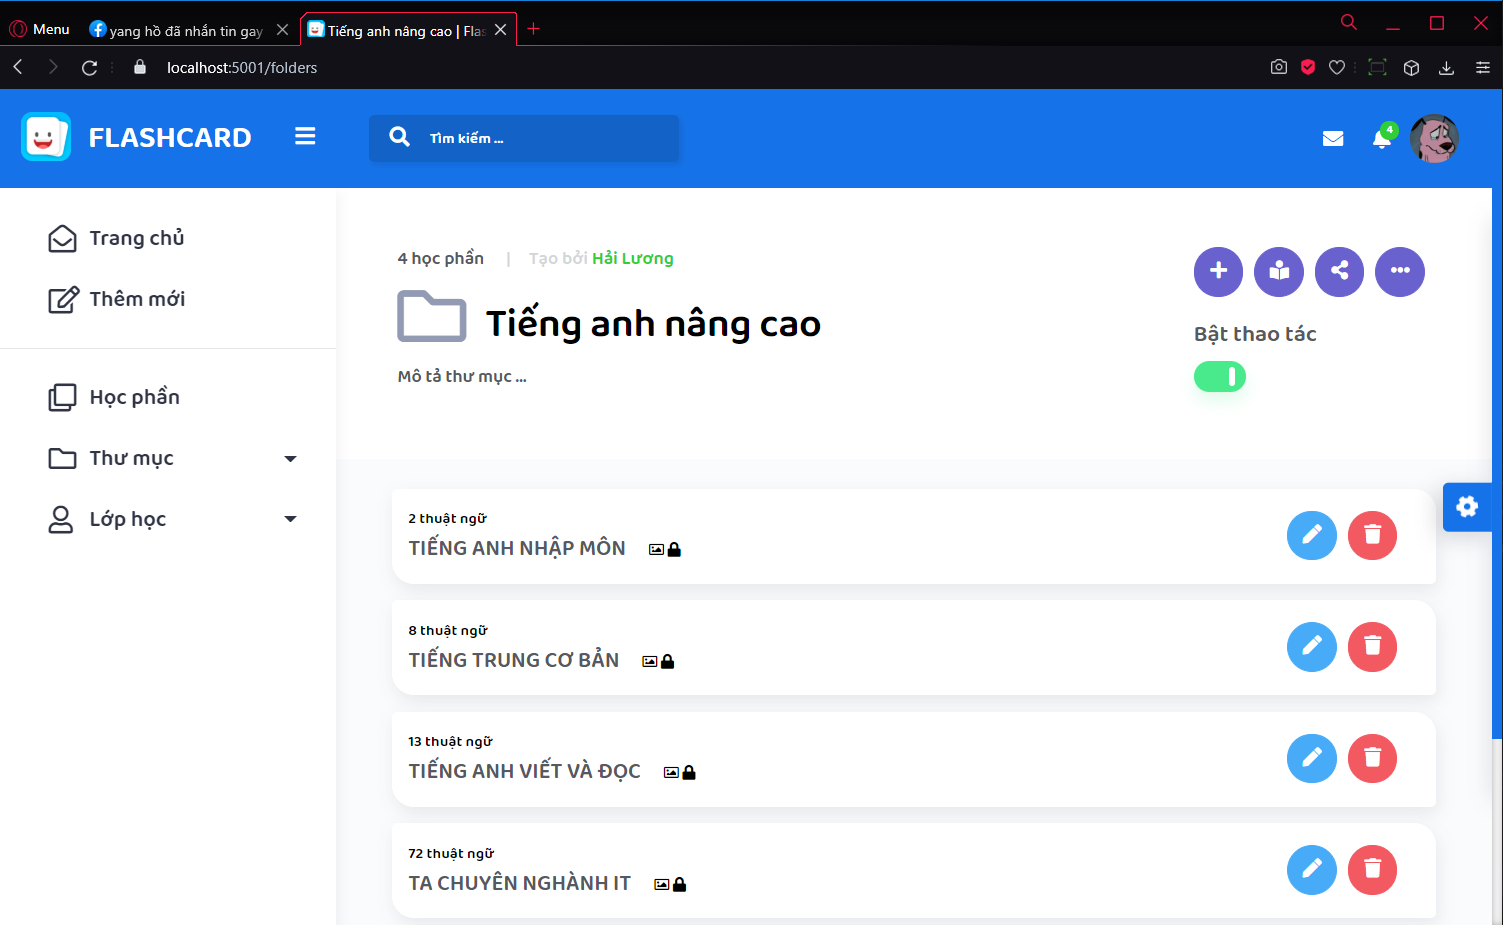 Menu
yang hồ đã nhắn tin gay
Tiếng anh nâng cao | Flas
localhost:5001/folders
FLASHCARD
Tìm kiếm ...
4
Trang chủ
Thêm mới
Học phần
Thư mục
Lớp học
4 học phần | Tạo bởi Hải Lương
Tiếng anh nâng cao
Mô tả thư mục ...
Bật thao tác
2 thuật ngữ
TIẾNG ANH NHẬP MÔN
8 thuật ngữ
TIẾNG TRUNG CƠ BẢN
13 thuật ngữ
TIẾNG ANH VIẾT VÀ ĐỌC
72 thuật ngữ
TA CHUYÊN NGHÀNH IT